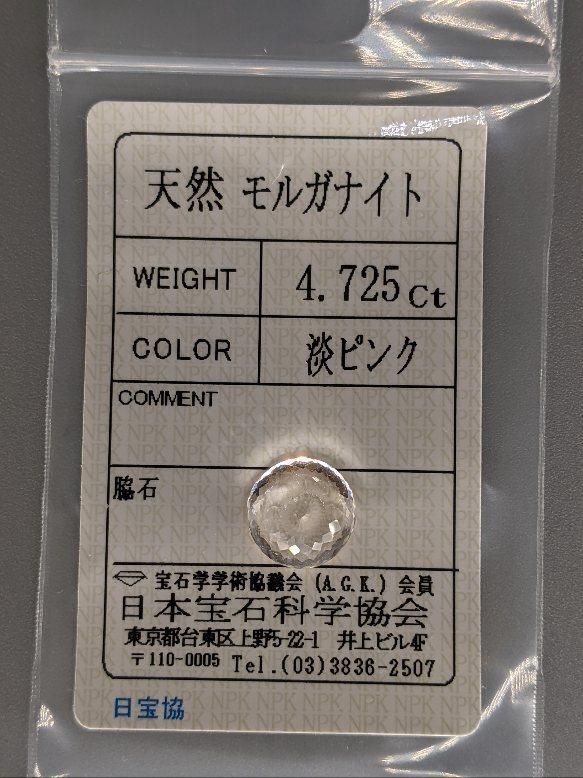 天然 モルガナイト
WEIGHT 4.725ct
COLOR 淡ピンク
COMMENT
脇石
宝石学学術協議会 (A.G.K.) 会員
日本宝石科学協会
東京都台東区上野5-22-1 井上ビル4F
〒110-0005 Tel.(03)3836-2507
日宝協